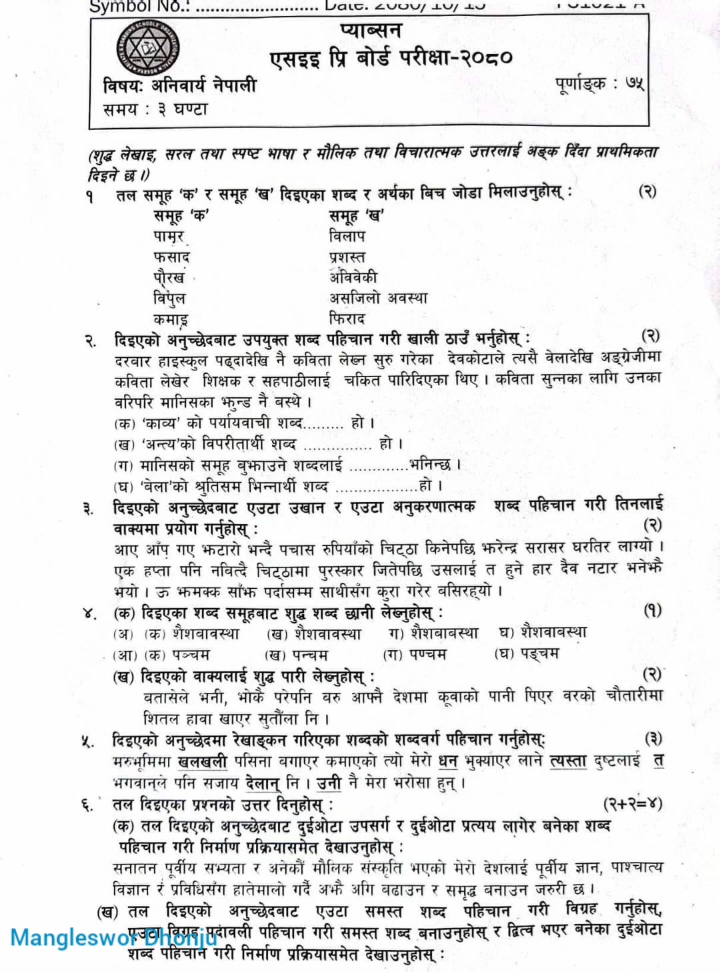 Symbol No.: ............................ Date: 2080/10/15
प्याब्सन
एसइइ प्रि बोर्ड परीक्षा-२०८०
विषयः अनिवार्य नेपाली
पूर्णाङ्क : ७५
समय : ३ घण्टा
(शुद्ध लेखाइ, सरल तथा स्पष्ट भाषा र मौलिक तथा विचारात्मक उत्तरलाई अङ्क दिँदा प्राथमिकता
दिइने छ ।)
१ तल समूह ‘क’ र समूह ‘ख’ दिइएका शब्द र अर्थका बिच जोडा मिलाउनुहोस् : (२)
समूह ‘क’ समूह ‘ख’
पामर विलाप
फसाद प्रशस्त
पौरख अविवेकी
विपुल असजिलो अवस्था
कमाइ फिराद
२. दिइएको अनुच्छेदबाट उपयुक्त शब्द पहिचान गरी खाली ठाउँ भर्नुहोस् : (२)
दरबार हाइस्कुल पढ्दादेखि नै कविता लेख्न सुरु गरेका देवकोटाले त्यसै वेलादेखि अङ्ग्रेजीमा
कविता लेखेर शिक्षक र सहपाठीलाई चकित पारिदिएका थिए । कविता सुन्नका लागि उनका
वरिपरि मानिसका झुन्ड नै बस्थे ।
(क) ‘काव्य’ को पर्यायवाची शब्द......... हो ।
(ख) ‘अन्त्य’को विपरीतार्थी शब्द ............... हो ।
(ग) मानिसको समूह बुझाउने शब्दलाई .............भनिन्छ ।
(घ) ‘बेला’को श्रुतिसम भिन्नार्थी शब्द ..................हो ।
३. दिइएको अनुच्छेदबाट एउटा उखान र एउटा अनुकरणात्मक शब्द पहिचान गरी तिनलाई
वाक्यमा प्रयोग गर्नुहोस् : (२)
आए आँप गए झटारो भन्दै पचास रुपियाँको चिट्ठा किनेपछि झरेन्द्र सरासर घरतिर लाग्यो ।
एक हप्ता पनि नवित्दै चिट्ठामा पुरस्कार जितेपछि उसलाई त हुने हार दैव नटार भनेझैँ
भयो । ऊ झमक्क साँझ पर्दासम्म साथीसँग कुरा गरेर बसिरह्यो ।
४. (क) दिइएका शब्द समूहबाट शुद्ध शब्द छानी लेख्नुहोस् : (१)
(अ) (क) शैशवावस्था (ख) शैशवावस्था ग) शैशबाबस्था घ) शैशवाबस्था
(आ) (क) पञ्चम (ख) पन्चम (ग) पण्चम (घ) पङ्चम
(ख) दिइएको वाक्यलाई शुद्ध पारी लेख्नुहोस् : (२)
बतासेले भनी, भोकै परेपनि बरु आफ्नै देशमा कूवाको पानी पिएर वरको चौतारीमा
शितल हावा खाएर सुतौंला नि ।
५. दिइएको अनुच्छेदमा रेखाङ्कन गरिएका शब्दको शब्दवर्ग पहिचान गर्नुहोस्: (३)
मरुभूमिमा खलखली पसिना बगाएर कमाएको त्यो मेरो धन भुक्याएर लाने त्यस्ता दुष्टलाई त
भगवान्‌ले पनि सजाय देलान् नि । उनी नै मेरा भरोसा हुन् ।
६. तल दिइएका प्रश्नको उत्तर दिनुहोस् : (२+२=४)
(क) तल दिइएको अनुच्छेदबाट दुईओटा उपसर्ग र दुईओटा प्रत्यय लागेर बनेका शब्द
पहिचान गरी निर्माण प्रक्रियासमेत देखाउनुहोस् :
सनातन पूर्वीय सभ्यता र अनेकौँ मौलिक संस्कृति भएको मेरो देशलाई पूर्वीय ज्ञान, पाश्चात्य
विज्ञान र प्रविधिसँग हातेमालो गर्दै अझै अगि बढाउन र समृद्ध बनाउन जरुरी छ ।
(ख) तल दिइएको अनुच्छेदबाट एउटा समस्त शब्द पहिचान गरी विग्रह गर्नुहोस्,
एउटा विग्रह पदावली पहिचान गरी समस्त शब्द बनाउनुहोस् र द्वित्व भएर बनेका दुईओटा
Mangleswor Dhonju
शब्द पहिचान गरी निर्माण प्रक्रियासमेत देखाउनुहोस् :